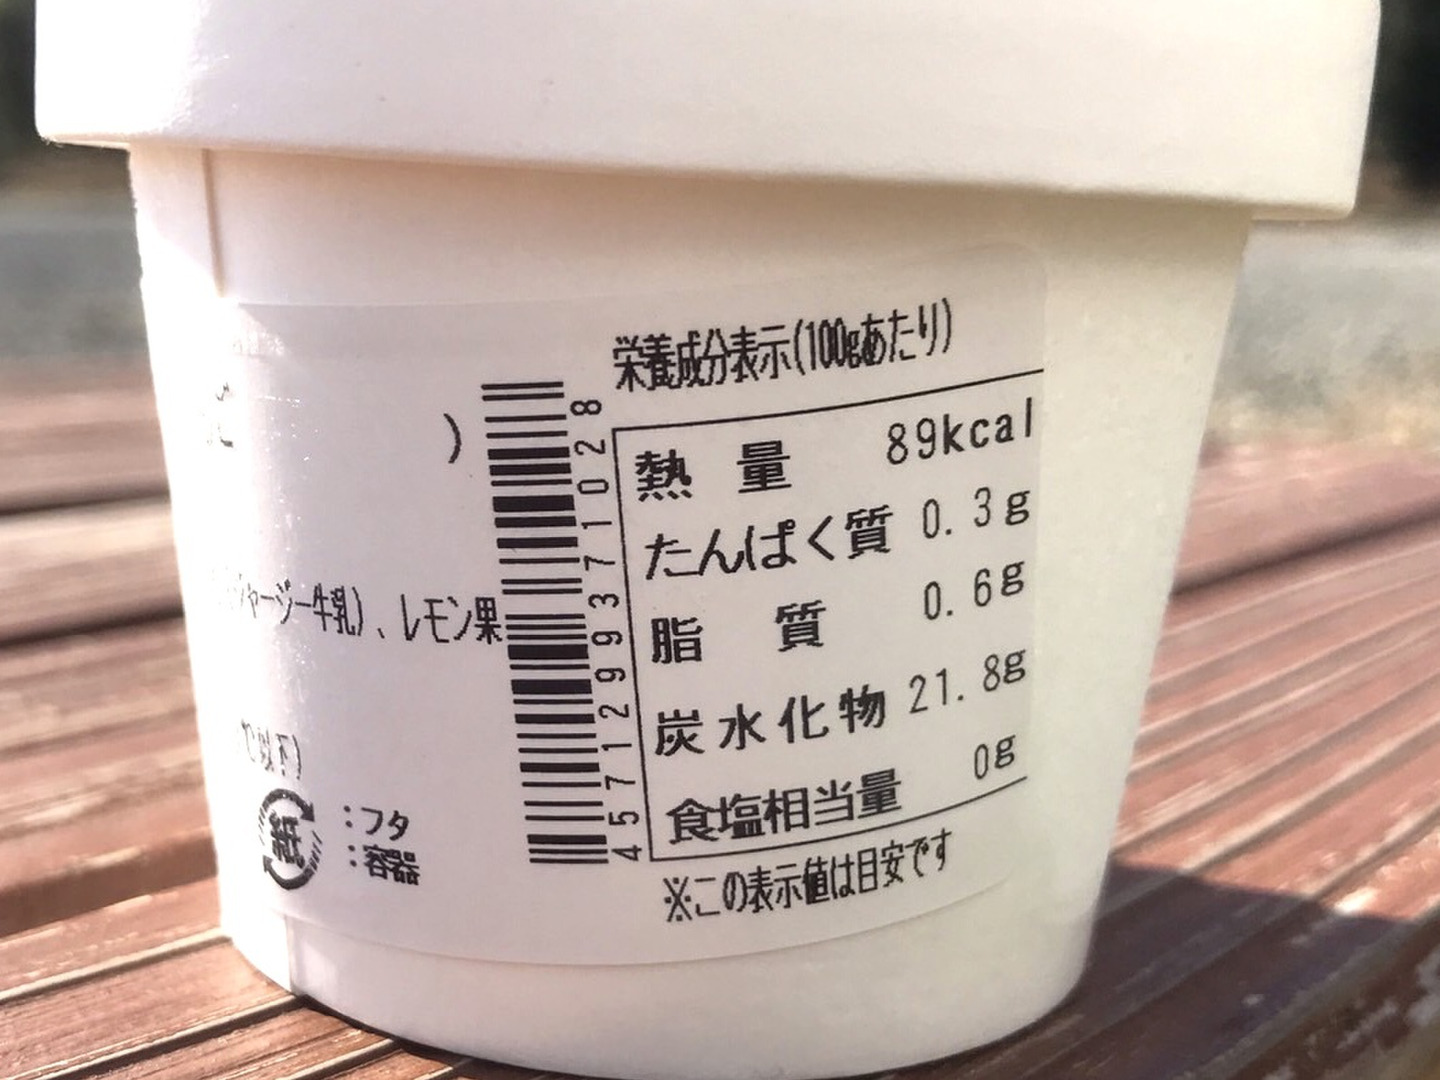 )
ジャージー牛乳)、レモン果
℃以下)
紙
:フタ
:容器
4571299371028
栄養成分表示(100gあたり)
熱量 89kcal
たんぱく質 0.3g
脂質 0.6g
炭水化物 21.8g
食塩相当量 0g
※この表示値は目安です